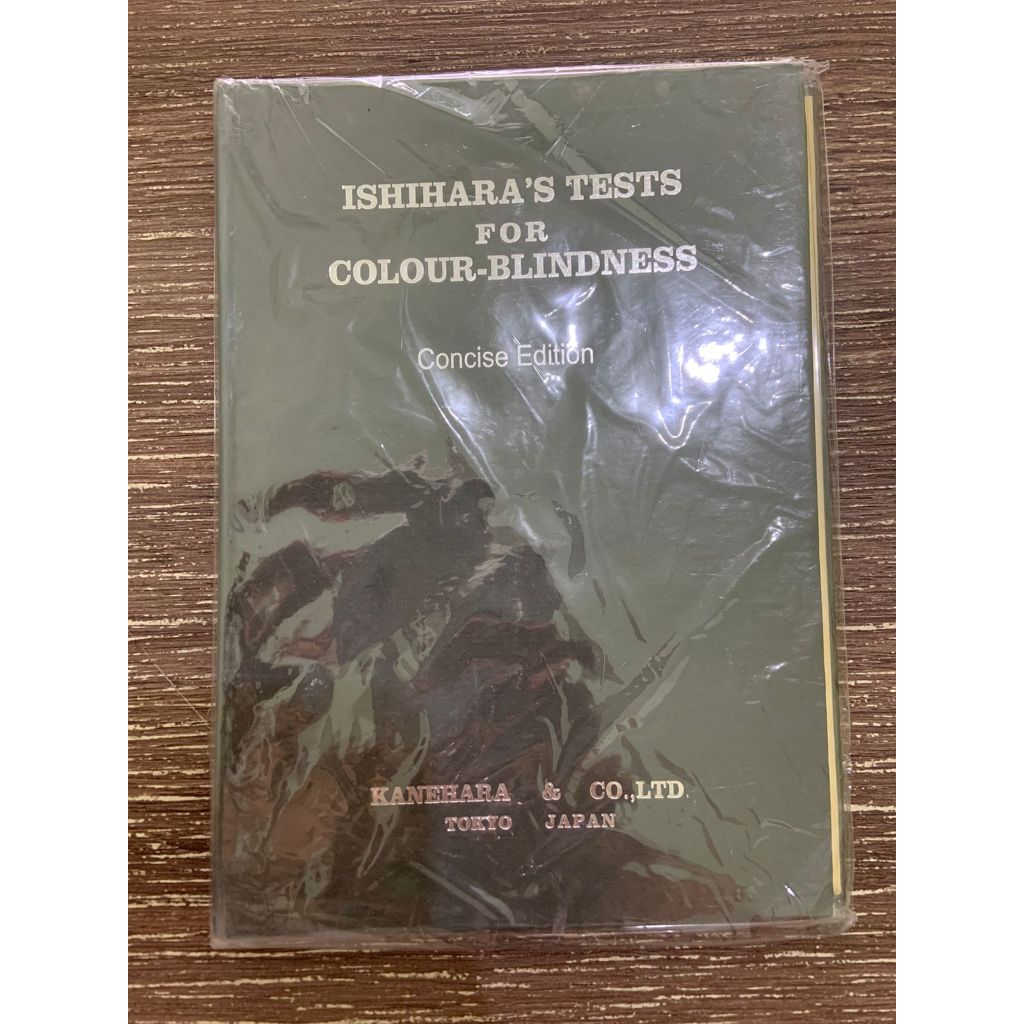 ISHIHARA'S TESTS
FOR
COLOUR-BLINDNESS
Concise Edition
KANEHARA & CO.,LTD.
TOKYO JAPAN